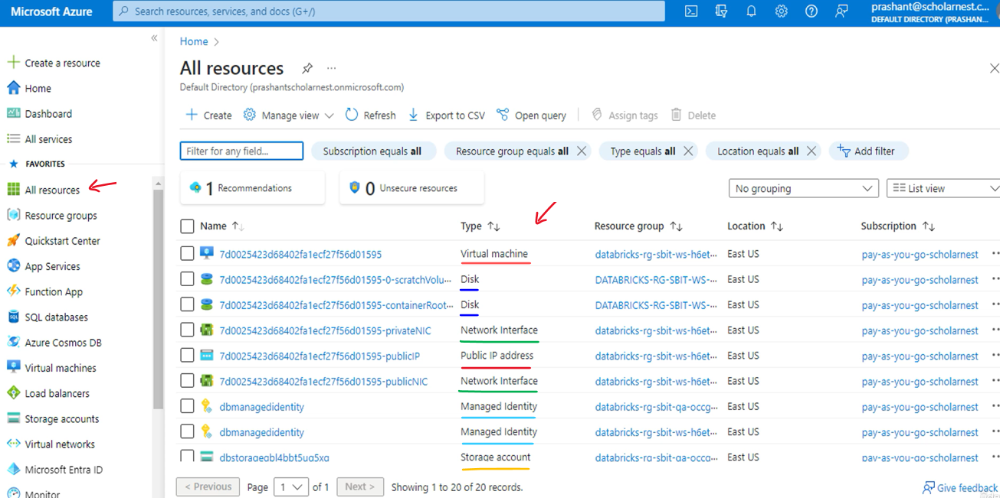 Microsoft Azure
Search resources, services, and docs (G+/)
prashant@scholarnest.c...
DEFAULT DIRECTORY (PRASHAN...
«
Create a resource
Home
Dashboard
All services
FAVORITES
All resources
Resource groups
Quickstart Center
App Services
Function App
SQL databases
Azure Cosmos DB
Virtual machines
Load balancers
Storage accounts
Virtual networks
Microsoft Entra ID
Monitor
Home >
All resources ...
Default Directory (prashantscholarnest.onmicrosoft.com)
Create Manage view Refresh Export to CSV Open query Assign tags Delete
Filter for any field... Subscription equals all Resource group equals all Type equals all Location equals all Add filter
1 Recommendations 0 Unsecure resources No grouping List view
Name Type Resource group Location Subscription
7d0025423d68402fa1ecf27f56d01595 Virtual machine databricks-rg-sbit-ws-h6et... East US pay-as-you-go-scholarnest
7d0025423d68402fa1ecf27f56d01595-0-scratchVolu... Disk DATABRICKS-RG-SBIT-WS-... East US pay-as-you-go-scholarnest
7d0025423d68402fa1ecf27f56d01595-containerRoot... Disk DATABRICKS-RG-SBIT-WS-... East US pay-as-you-go-scholarnest
7d0025423d68402fa1ecf27f56d01595-privateNIC Network Interface databricks-rg-sbit-ws-h6et... East US pay-as-you-go-scholarnest
7d0025423d68402fa1ecf27f56d01595-publicIP Public IP address databricks-rg-sbit-ws-h6et... East US pay-as-you-go-scholarnest
7d0025423d68402fa1ecf27f56d01595-publicNIC Network Interface databricks-rg-sbit-ws-h6et... East US pay-as-you-go-scholarnest
dbmanagedidentity Managed Identity databricks-rg-sbit-qa-occg... East US pay-as-you-go-scholarnest
dbmanagedidentity Managed Identity databricks-rg-sbit-ws-h6et... East US pay-as-you-go-scholarnest
Storage account East US pay-as-you-go-scholarnest
< Previous Page 1 of 1 Next > Showing 1 to 20 of 20 records.
Give feedback